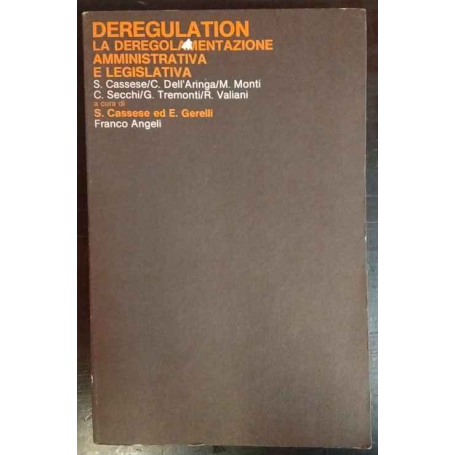 DEREGULATION
LA DEREGOLAMENTAZIONE
AMMINISTRATIVA
E LEGISLATIVA
S. Cassese/C. Dell'Aringa/M. Monti
C. Secchi/G. Tremonti/R. Valiani
a cura di
S. Cassese ed E. Gerelli
Franco Angeli